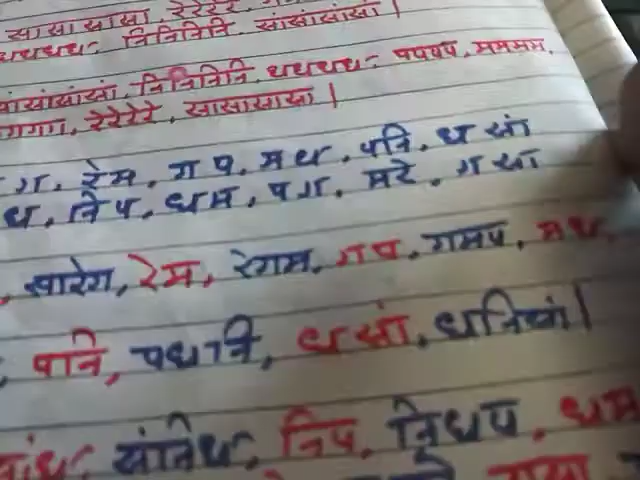 सासासासा, रेरेरेरे,
धधधध, निनिनिनि, सांसांसांसां।
सांसांसांसां, निनिनिनि, धधधध, पपपप, मममम,
गगगग, रेरेरेरे, सासासासा।
ग, रेम, गप, मध, पनि, धसां
ध, निप, धम, पग, मरे, गसा
सारेग, रेम, रेगम, गप, गमप, मध,
पनि, पधनि, धसां, धनिसां।
सांध, सांनिध, निप, निधप, धम